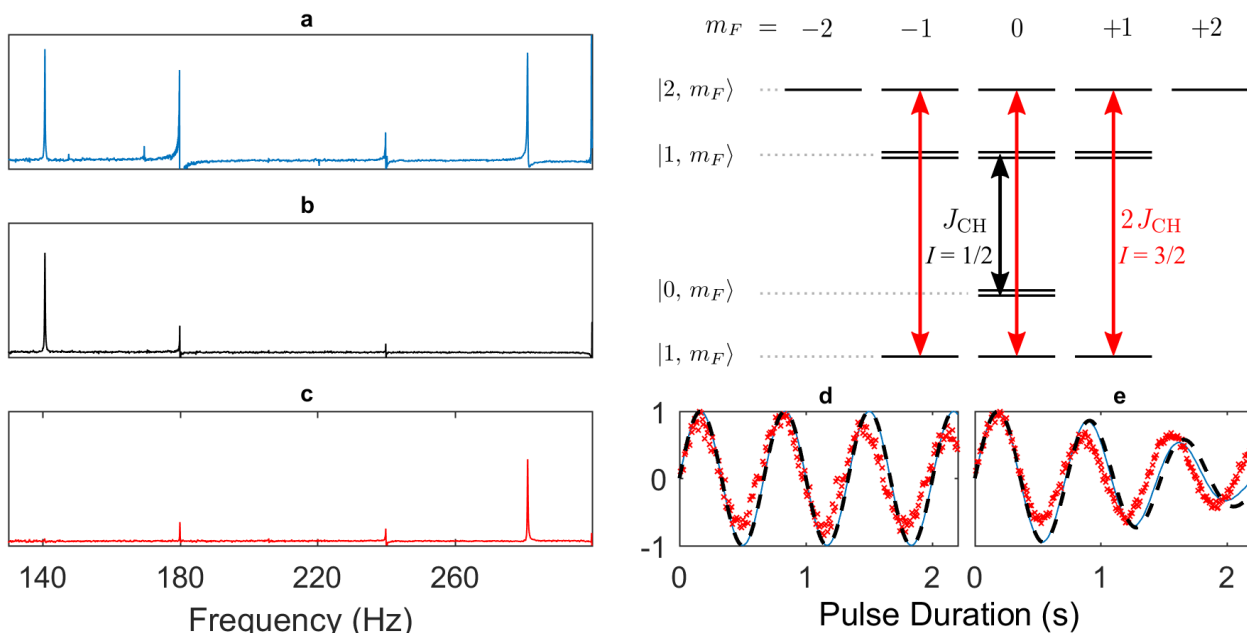 a
b
c
140 180 220 260
Frequency (Hz)
m_F = −2 −1 0 +1 +2
|2, m_F⟩
|1, m_F⟩
J_CH
I = 1/2
2 J_CH
I = 3/2
|0, m_F⟩
|1, m_F⟩
d e
1
0
-1
0 1 2 0 1 2
Pulse Duration (s)